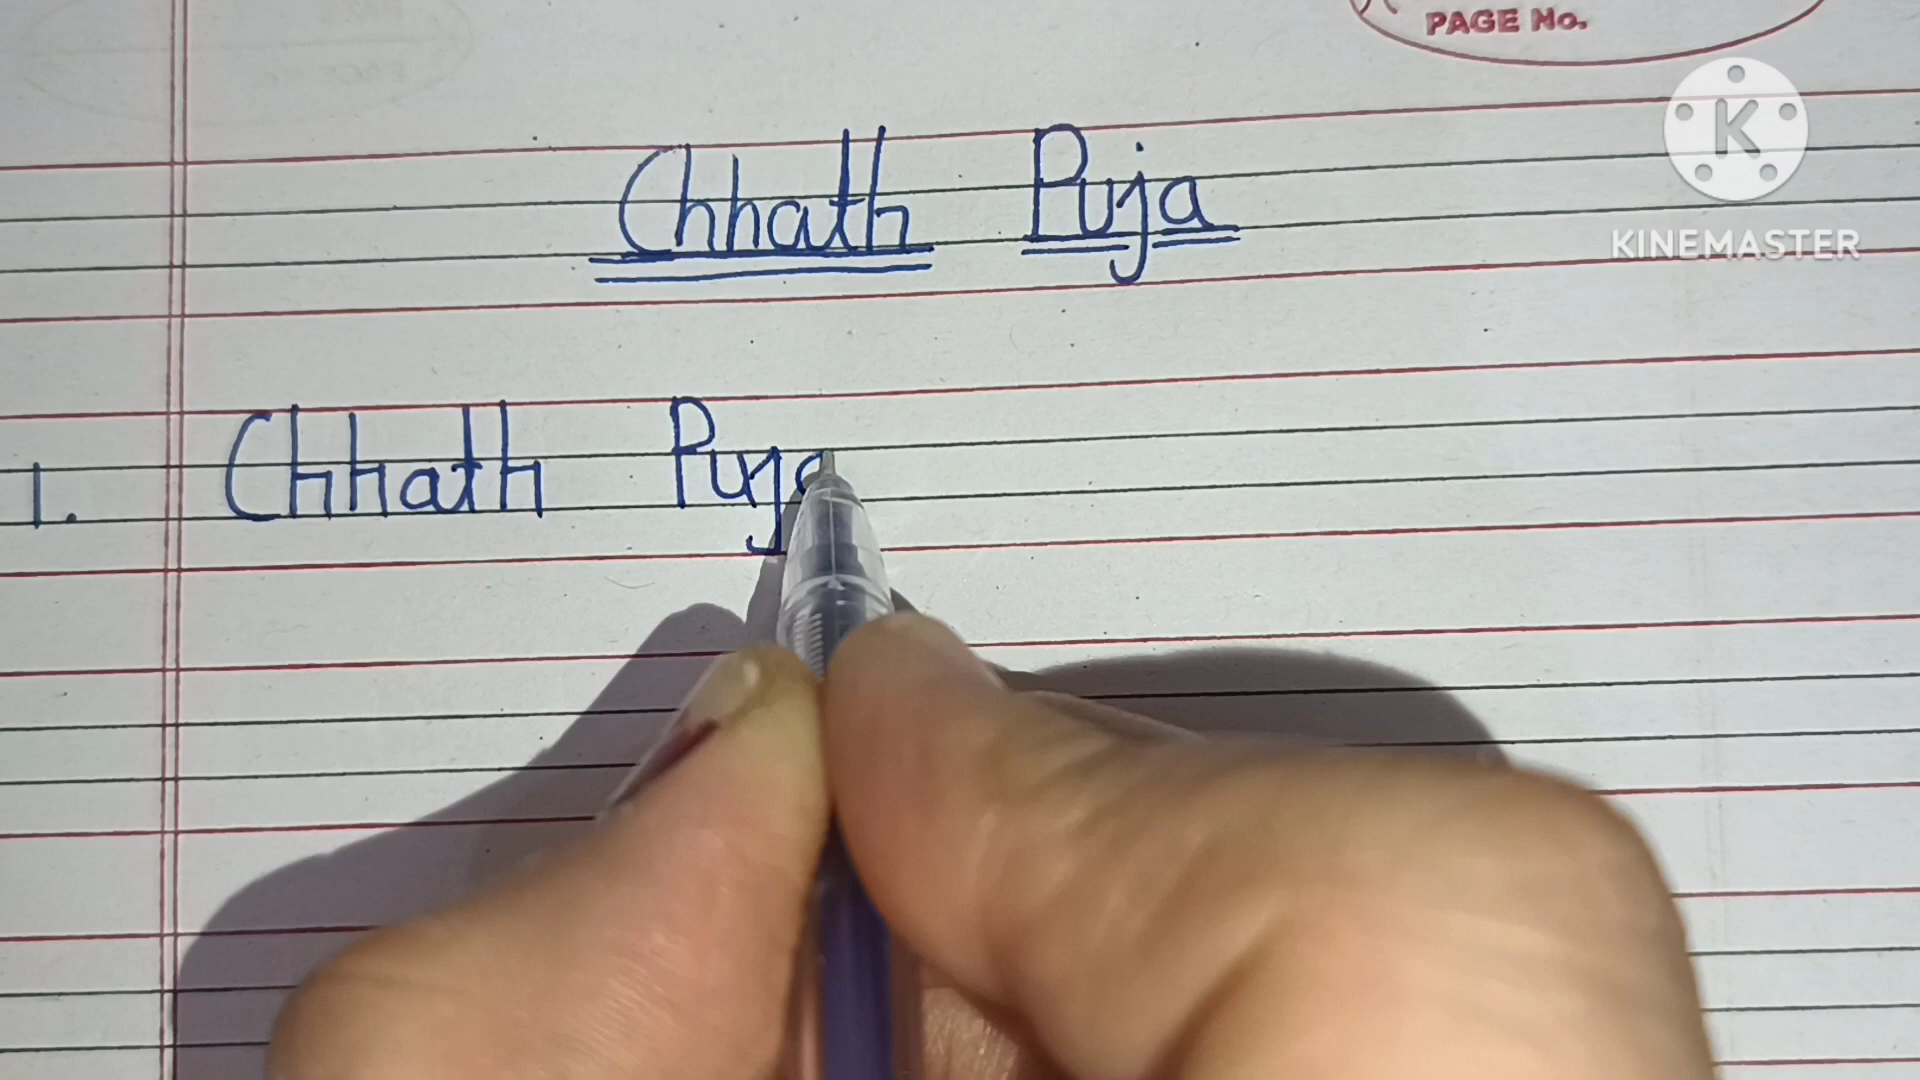 PAGE No.
Chhath Puja
KINEMASTER
1. Chhath Puja